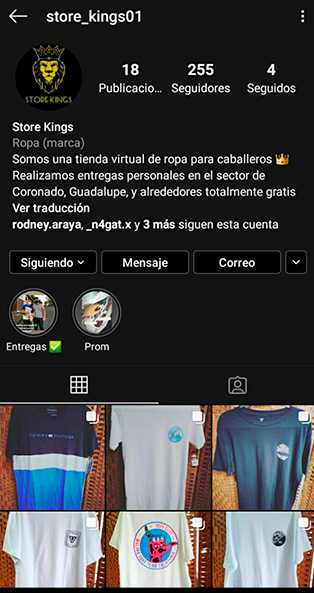 store_kings01
STORE KINGS
18
255
4
Publicacio...
Seguidores
Seguidos
Store Kings
Ropa (marca)
Somos una tienda virtual de ropa para caballeros 👑
Realizamos entregas personales en el sector de
Coronado, Guadalupe, y alrededores totalmente gratis
Ver traducción
rodney.araya, _n4gat.x y 3 más siguen esta cuenta
Siguiendo
Mensaje
Correo
Entregas ✅
Prom
TOMMY HILFIGER